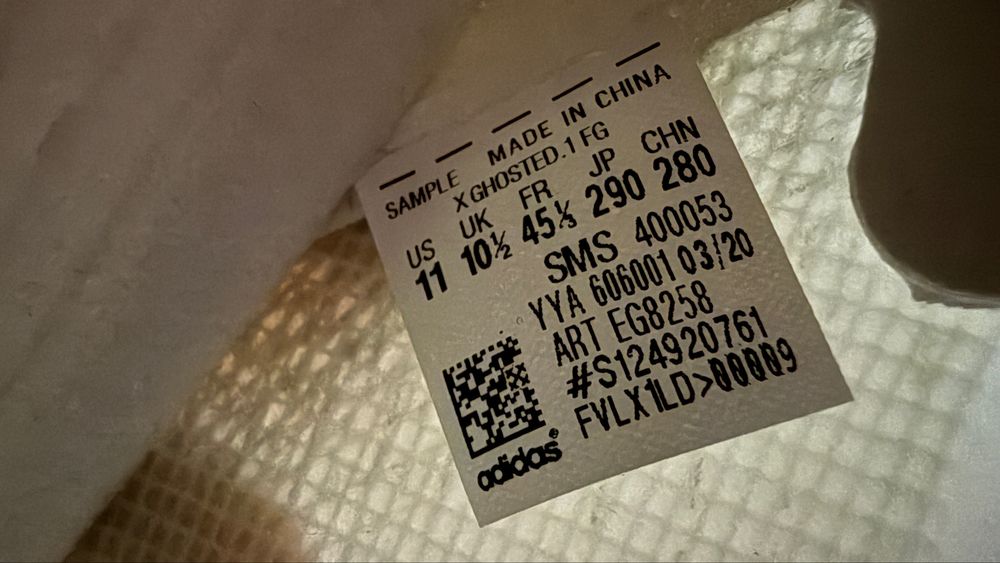 SAMPLE MADE IN CHINA
X GHOSTED.1 FG
US UK FR JP CHN
11 10½ 45⅓ 290 280
SMS 400053
YYA 606001 03/20
ART EG8258
#S124920761
FVLX1LD>00009
adidas®